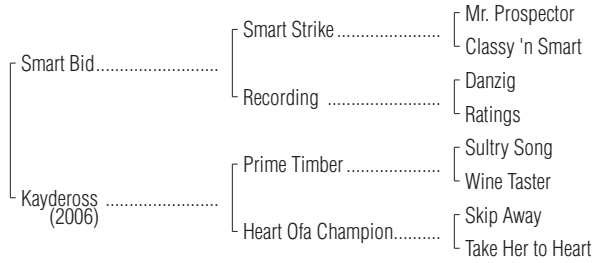 Mr. Prospector
Smart Strike ......................
Classy 'n Smart
Smart Bid..........................
Danzig
Recording ........................
Ratings
Sultry Song
Prime Timber ....................
Wine Taster
Kaydeross ........................
(2006)
Skip Away
Heart Ofa Champion..........
Take Her to Heart